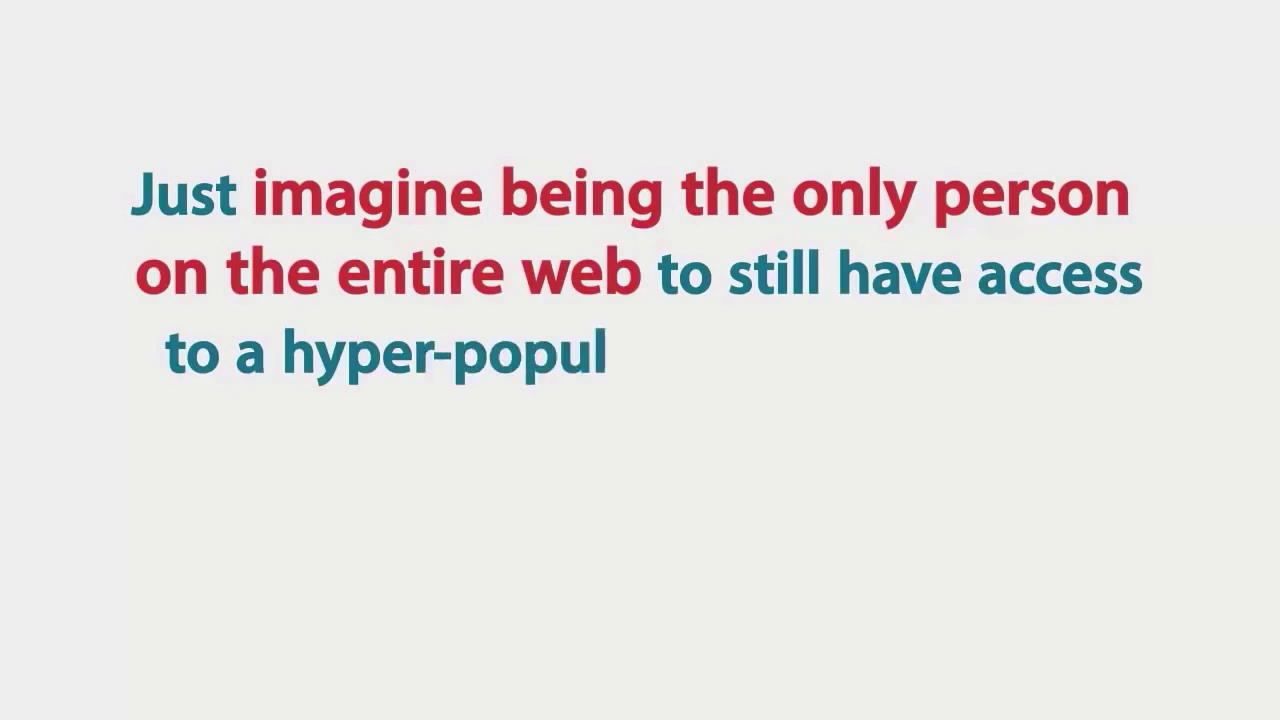 Just imagine being the only person
on the entire web to still have access
to a hyper-popul